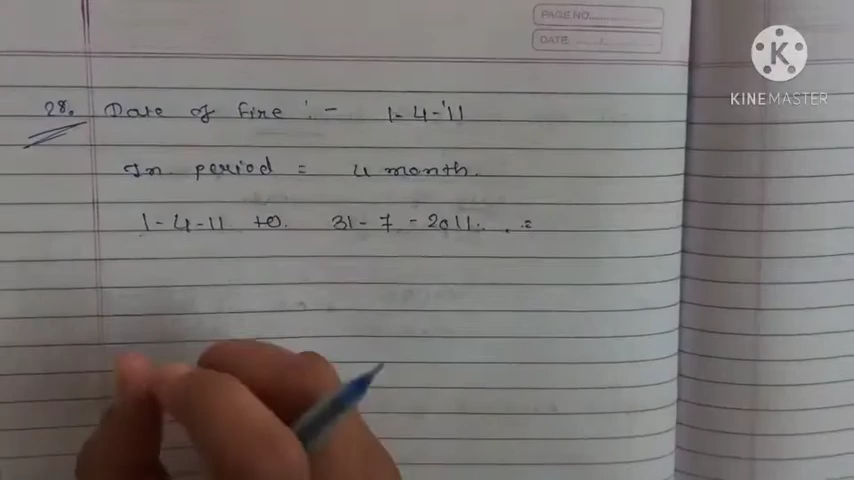 PAGE NO.
DATE
KINEMASTER
28. Date of fire :- 1-4-'11
In period = 4 month.
1-4-11 to. 31-7-2011. . =